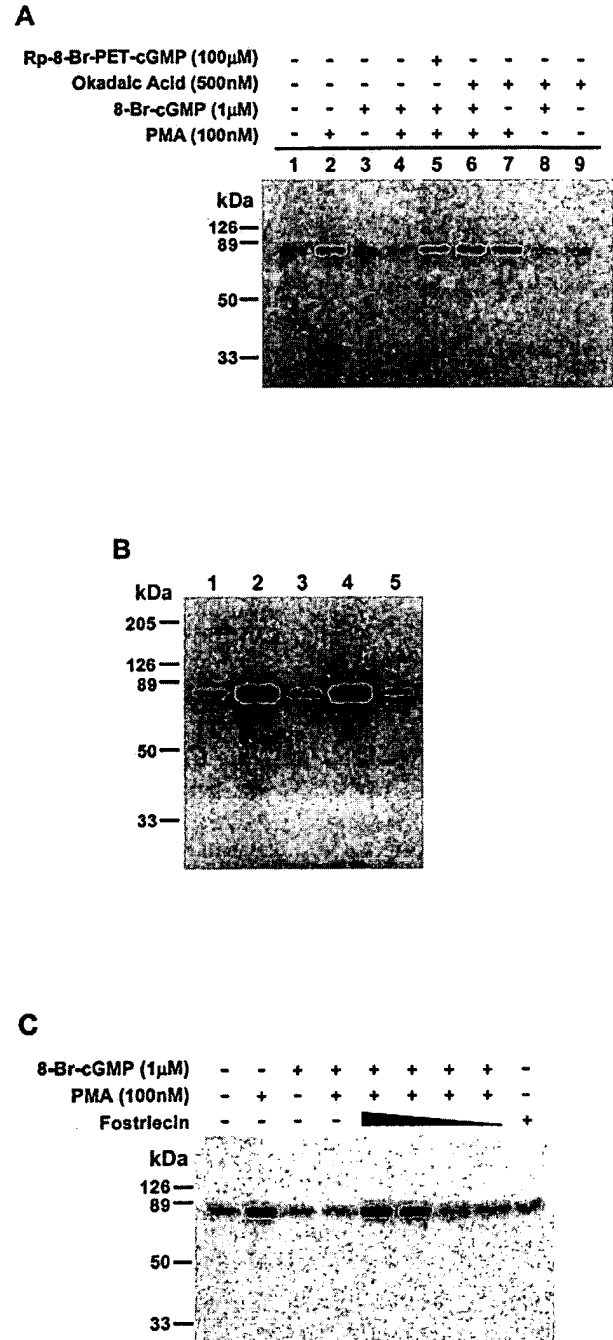 A
Rp-8-Br-PET-cGMP (100µM) - - - - + - - - -
Okadaic Acid (500nM) - - - - - + + + +
8-Br-cGMP (1µM) - - + + + + - + -
PMA (100nM) - + - + + + + - -
1 2 3 4 5 6 7 8 9
kDa
126
89
50
33
B
1 2 3 4 5
kDa
205
126
89
50
33
C
8-Br-cGMP (1µM) - - + + + + + + -
PMA (100nM) - + - + + + + + -
Fostriecin - - - - +
kDa
126
89
50
33